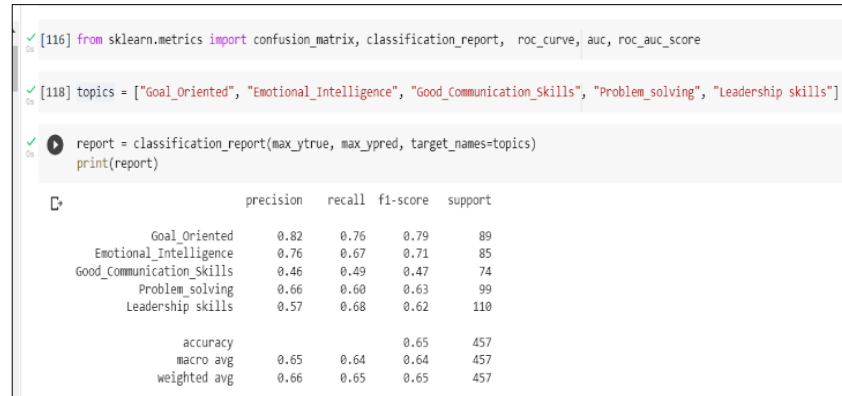 [116] from sklearn.metrics import confusion_matrix, classification_report, roc_curve, auc, roc_auc_score
0s
[118] topics = ["Goal_Oriented", "Emotional_Intelligence", "Good_Communication_Skills", "Problem_solving", "Leadership skills"]
0s
report = classification_report(max_ytrue, max_ypred, target_names=topics)
0s
print(report)
precision recall f1-score support
Goal_Oriented 0.82 0.76 0.79 89
Emotional_Intelligence 0.76 0.67 0.71 85
Good_Communication_Skills 0.46 0.49 0.47 74
Problem_solving 0.66 0.60 0.63 99
Leadership skills 0.57 0.68 0.62 110
accuracy 0.65 457
macro avg 0.65 0.64 0.64 457
weighted avg 0.66 0.65 0.65 457